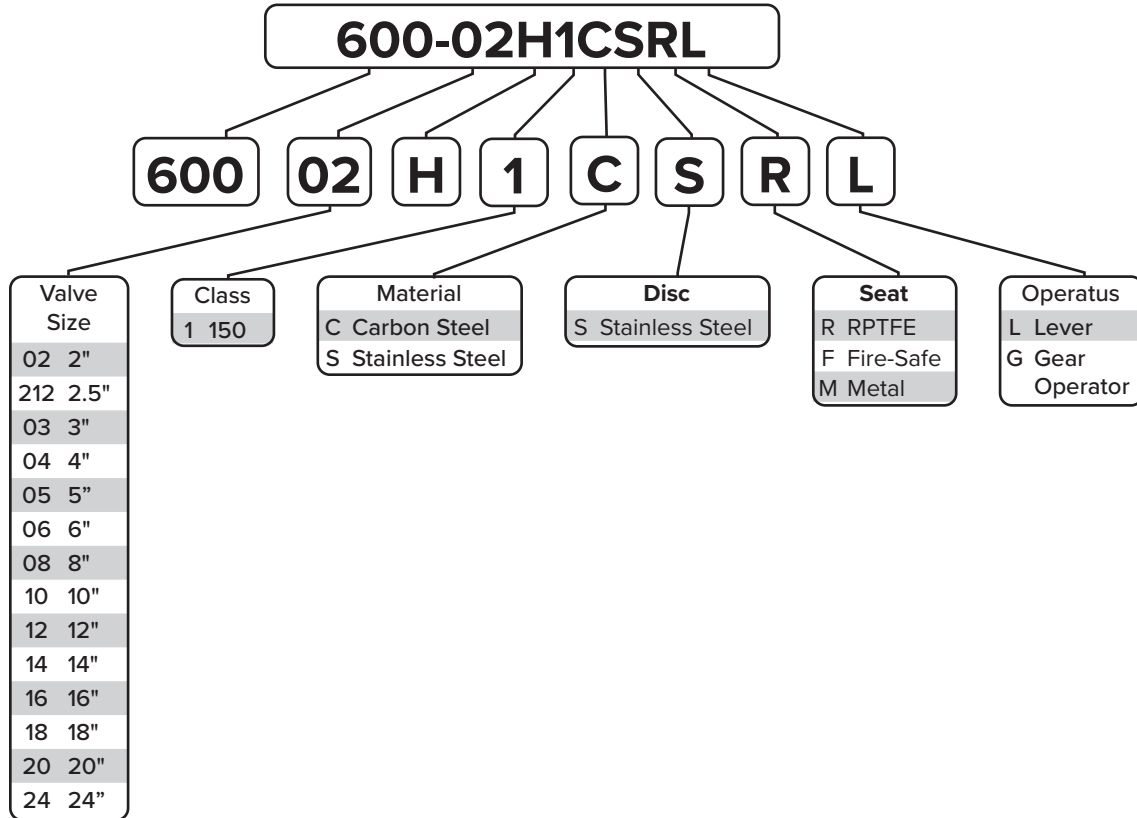 600-02H1CSRL
600 02 H 1 C S R L
Valve
Size
02 2"
212 2.5"
03 3"
04 4"
05 5”
06 6"
08 8"
10 10"
12 12"
14 14"
16 16"
18 18"
20 20"
24 24”
Class
1 150
Material
C Carbon Steel
S Stainless Steel
Disc
S Stainless Steel
Seat
R RPTFE
F Fire-Safe
M Metal
Operatus
L Lever
G Gear
Operator